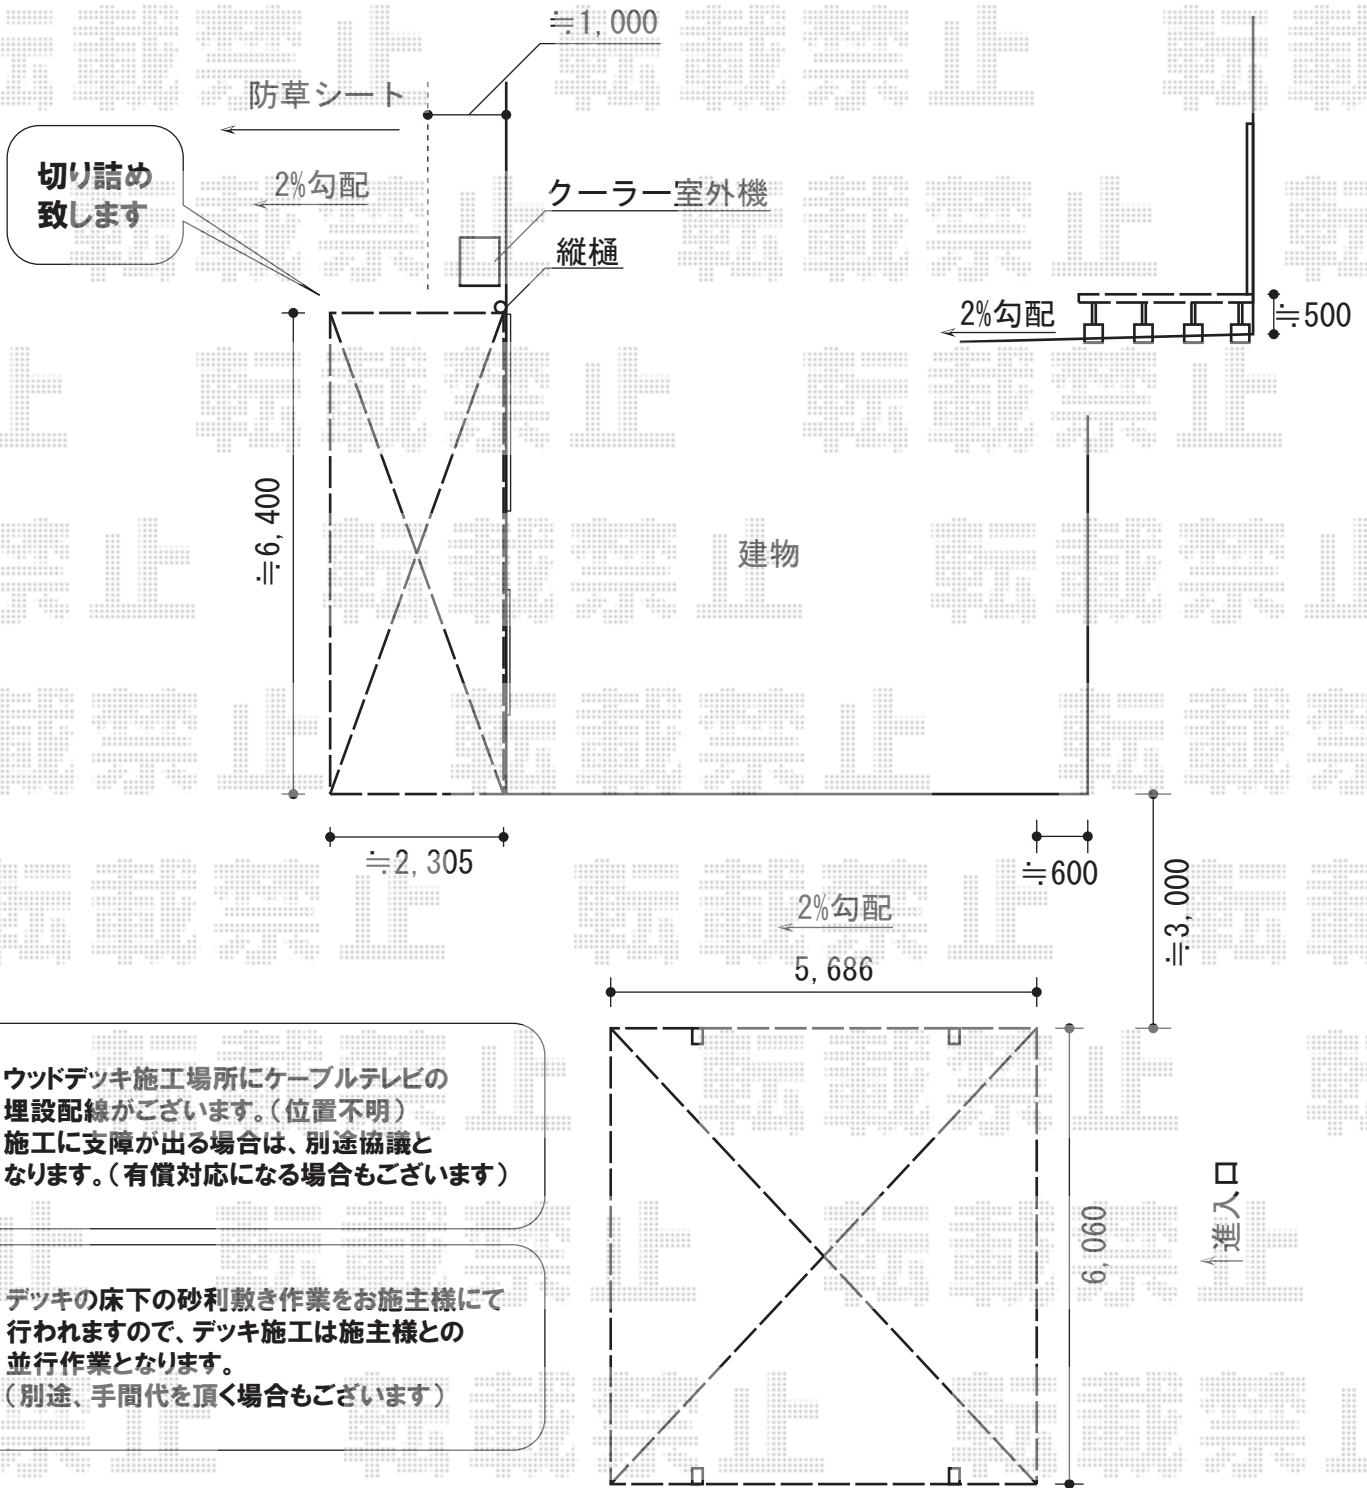 ≒1,000
防草シート
切り詰め
致します
2%勾配
クーラー室外機
縦樋
2%勾配
≒500
≒6,400
建物
≒2,305
≒600
≒3,000
2%勾配
5,686
ウッドデッキ施工場所にケーブルテレビの
埋設配線がございます。(位置不明)
施工に支障が出る場合は、別途協議と
なります。(有償対応になる場合もございます)
進入口
6,060
デッキの床下の砂利敷き作業をお施主様にて
行われますので、デッキ施工は施主様との
並行作業となります。
(別途、手間代を頂く場合もございます)
転載禁止